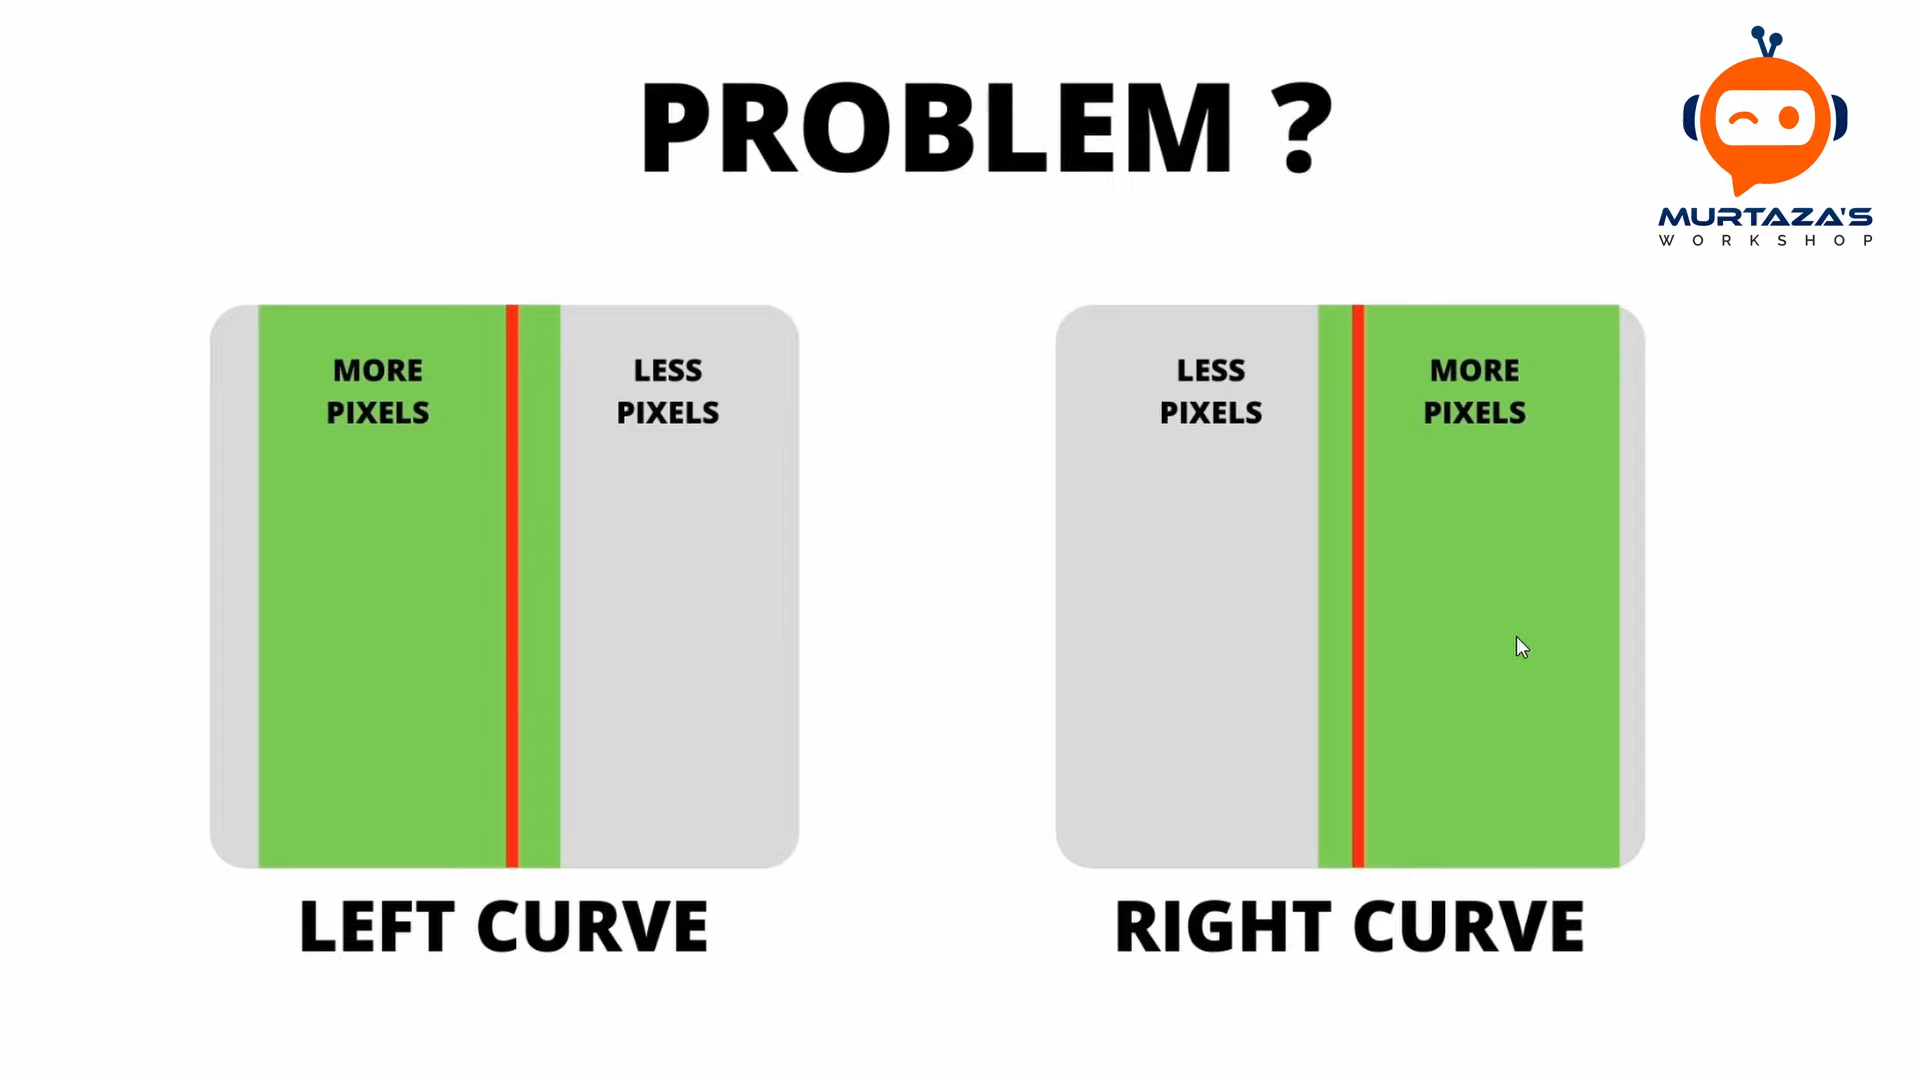 PROBLEM ?
MURTAZA'S
WORKSHOP
MORE
PIXELS
LESS
PIXELS
LESS
PIXELS
MORE
PIXELS
LEFT CURVE
RIGHT CURVE